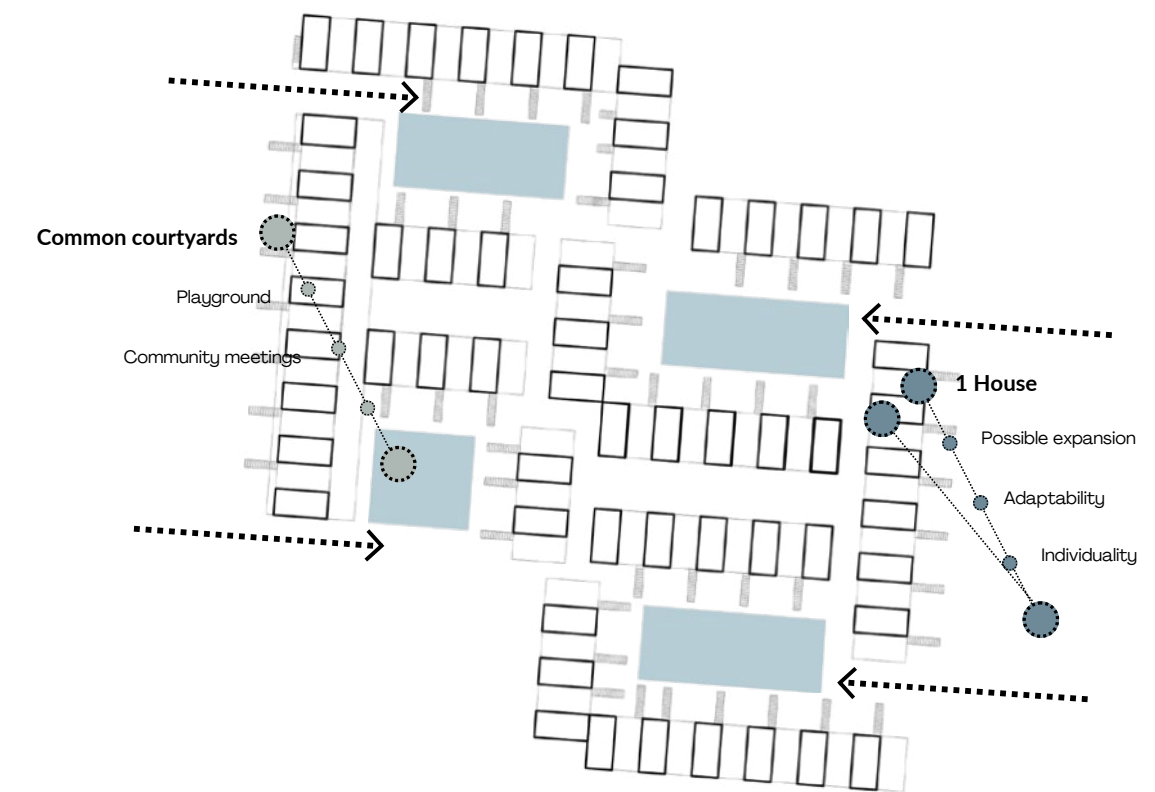 Common courtyards
Playground
Community meetings
1 House
Possible expansion
Adaptability
Individuality